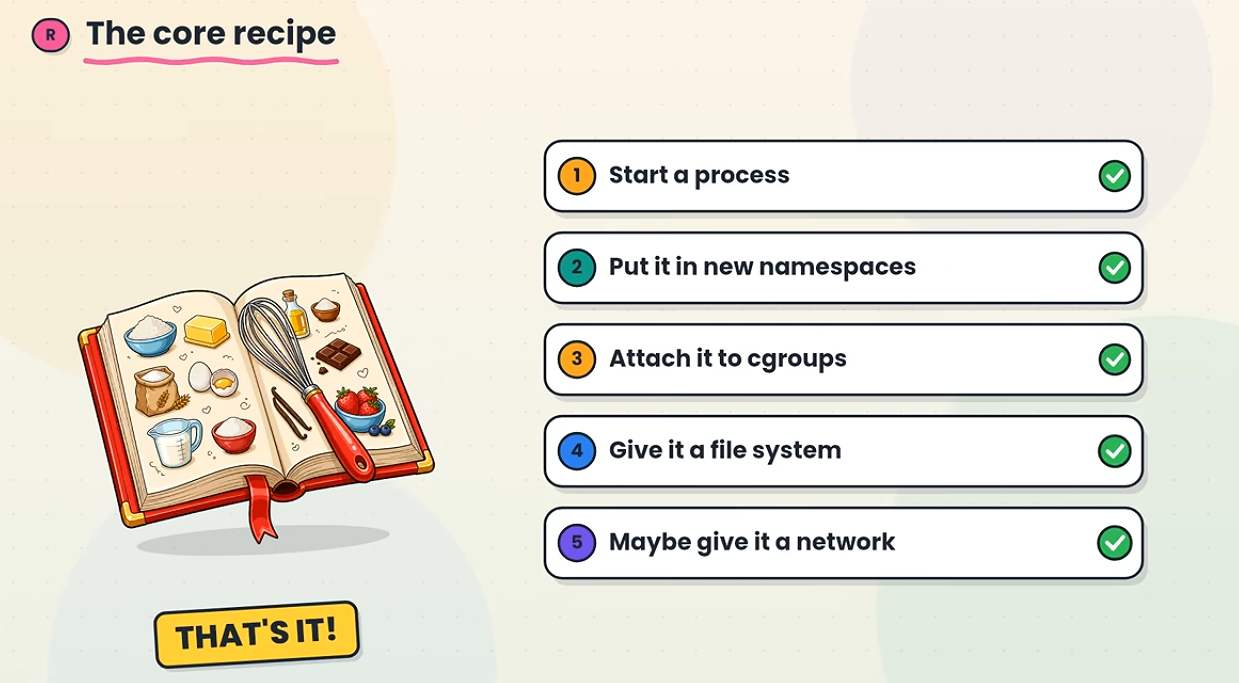 R The core recipe
1 Start a process
2 Put it in new namespaces
3 Attach it to cgroups
4 Give it a file system
5 Maybe give it a network
THAT'S IT!